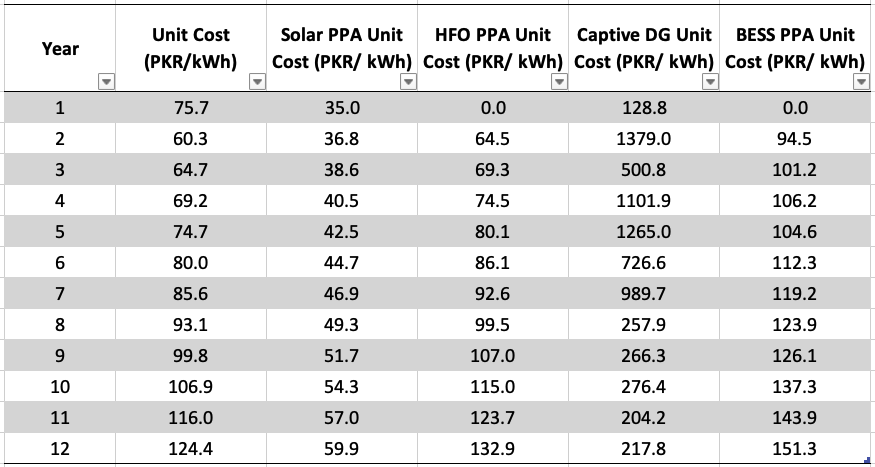 Year Unit Cost (PKR/kWh) Solar PPA Unit Cost (PKR/ kWh) HFO PPA Unit Cost (PKR/ kWh) Captive DG Unit Cost (PKR/ kWh) BESS PPA Unit Cost (PKR/ kWh)
1 75.7 35.0 0.0 128.8 0.0
2 60.3 36.8 64.5 1379.0 94.5
3 64.7 38.6 69.3 500.8 101.2
4 69.2 40.5 74.5 1101.9 106.2
5 74.7 42.5 80.1 1265.0 104.6
6 80.0 44.7 86.1 726.6 112.3
7 85.6 46.9 92.6 989.7 119.2
8 93.1 49.3 99.5 257.9 123.9
9 99.8 51.7 107.0 266.3 126.1
10 106.9 54.3 115.0 276.4 137.3
11 116.0 57.0 123.7 204.2 143.9
12 124.4 59.9 132.9 217.8 151.3